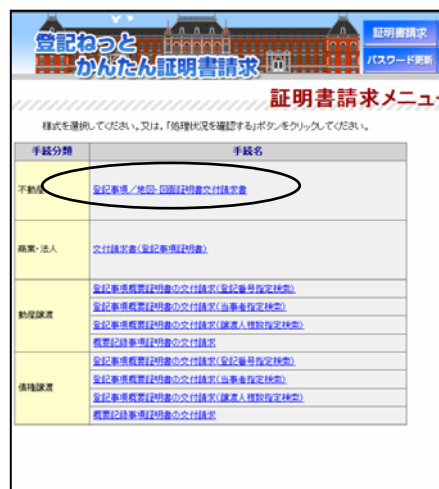 登記ねっと
かんたん証明書請求
証明書請求
パスワード更新
証明書請求メニュ
様式を選択してください。又は、「処理状況を確認する」ボタンをクリックしてください。
手続分類 手続名
不動産 登記事項／地図・図面証明書交付請求書
商業・法人 交付請求書(登記事項証明書)
動産譲渡 登記事項概要証明書の交付請求(登記番号指定検索)
登記事項概要証明書の交付請求(当事者指定検索)
登記事項概要証明書の交付請求(譲渡人複数指定検索)
概要記録事項証明書の交付請求
債権譲渡 登記事項概要証明書の交付請求(登記番号指定検索)
登記事項概要証明書の交付請求(当事者指定検索)
登記事項概要証明書の交付請求(譲渡人複数指定検索)
概要記録事項証明書の交付請求